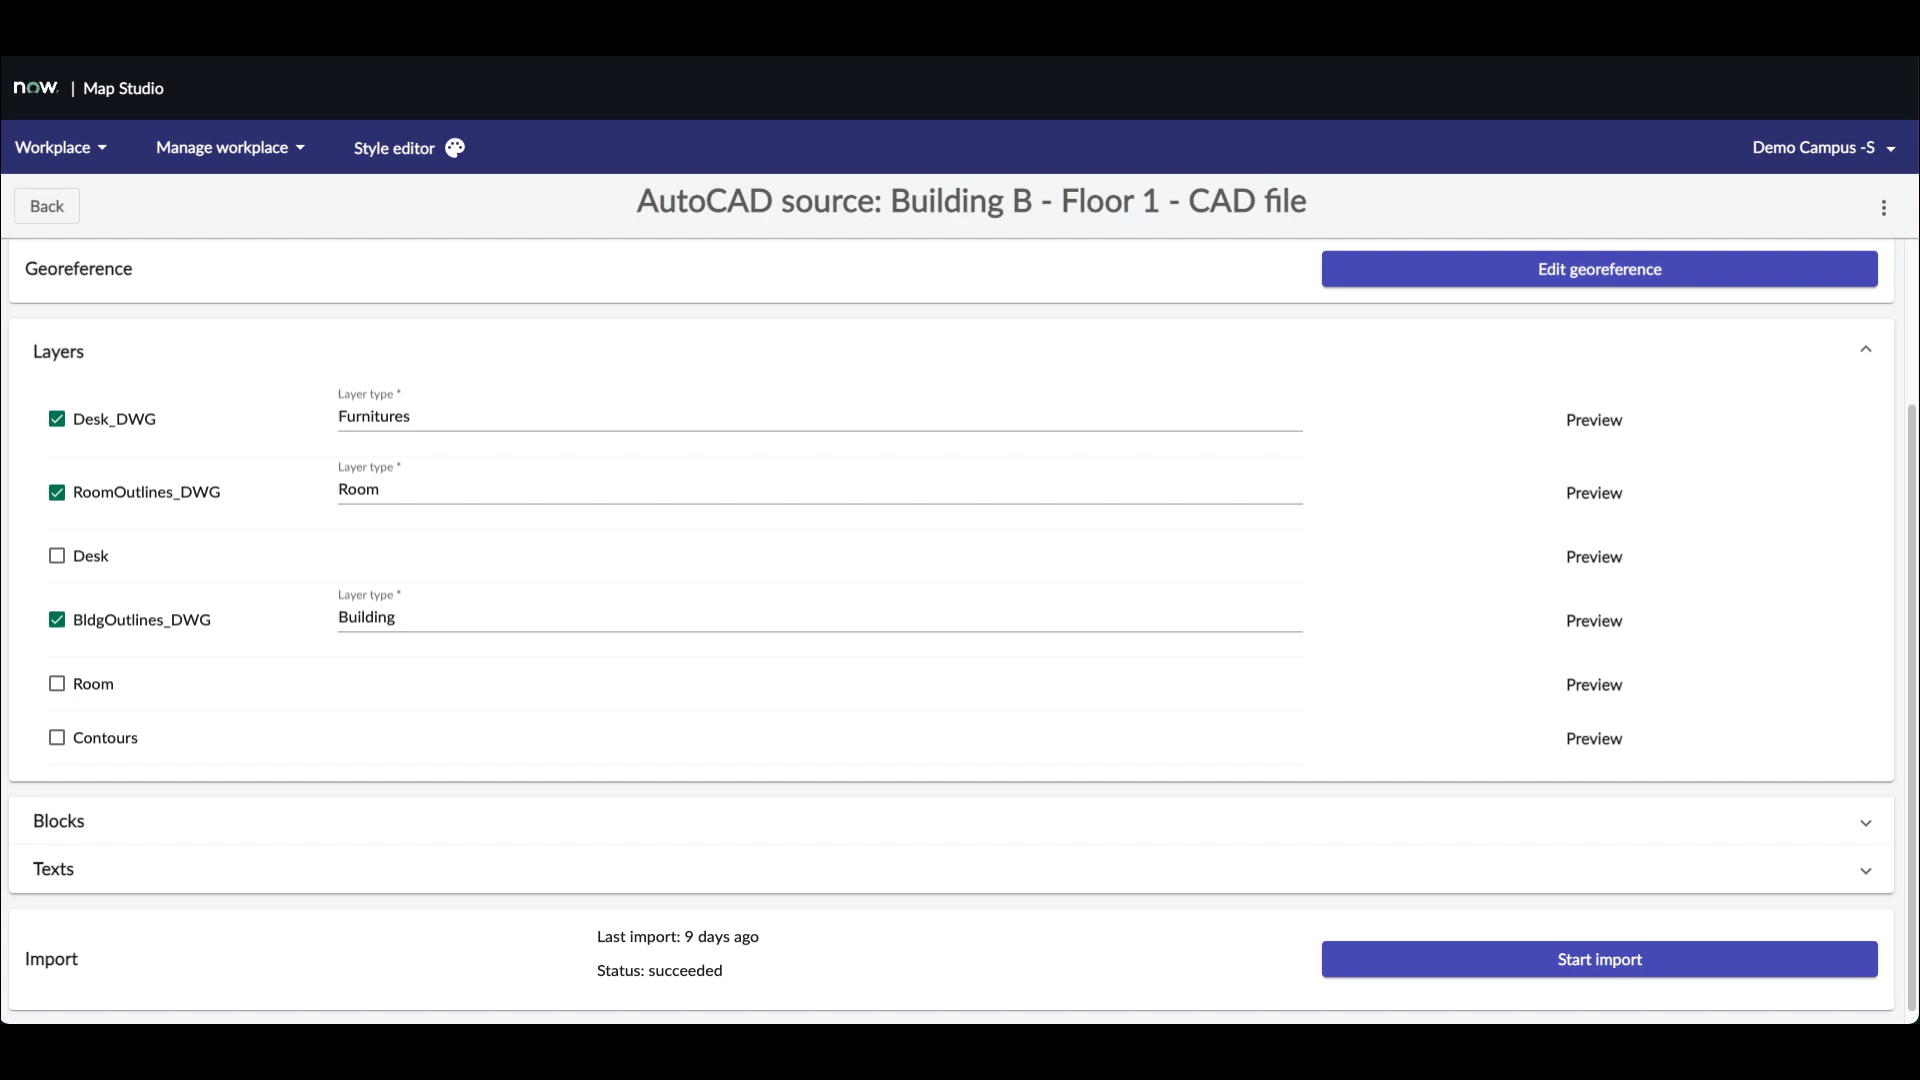 now. | Map Studio
Workplace Manage workplace Style editor Demo Campus -S
Back AutoCAD source: Building B - Floor 1 - CAD file
Georeference Edit georeference
Layers
Layer type *
Desk_DWG Furnitures Preview
Layer type *
RoomOutlines_DWG Room Preview
Desk Preview
Layer type *
BldgOutlines_DWG Building Preview
Room Preview
Contours Preview
Blocks
Texts
Last import: 9 days ago
Import Start import
Status: succeeded